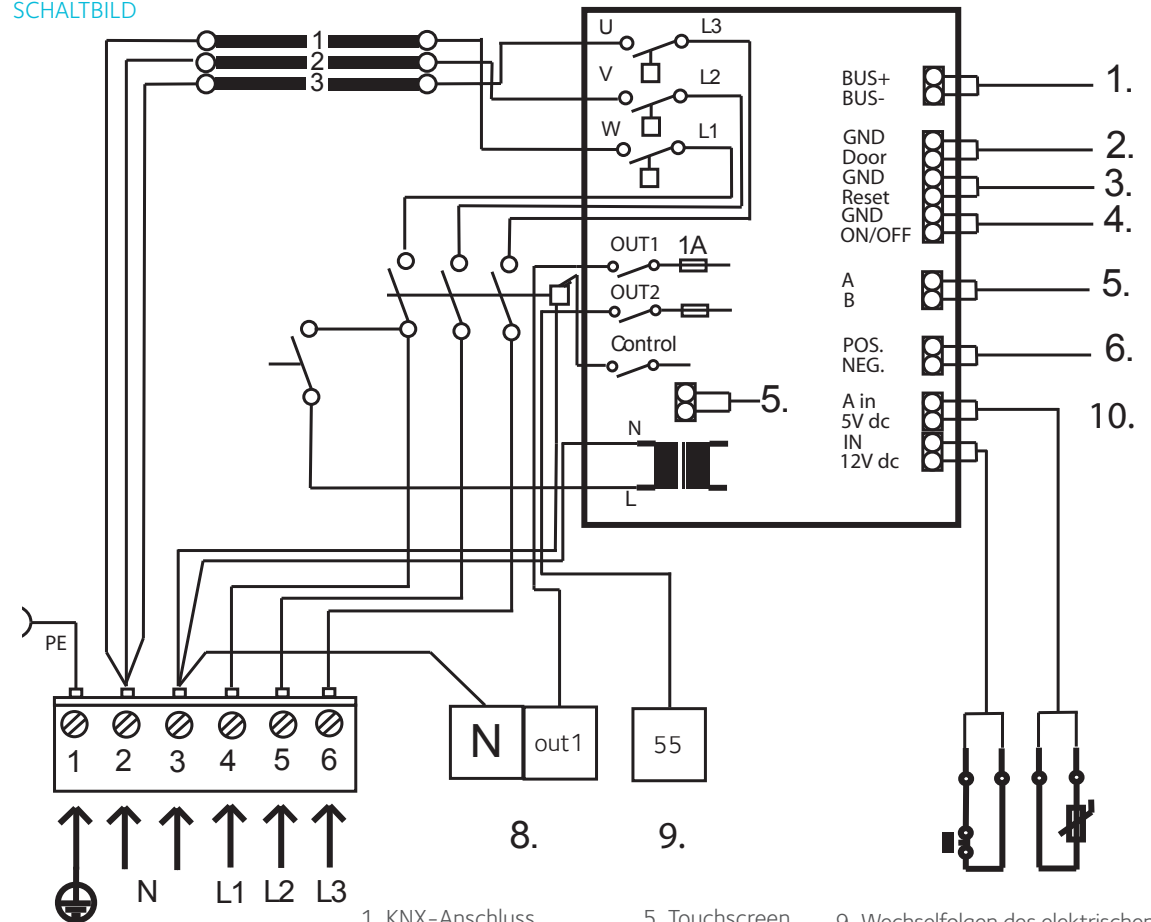 SCHALTBILD
1
2
3
U
L3
V
L2
W
L1
BUS+
BUS-
1.
GND
Door
2.
GND
Reset
3.
GND
ON/OFF
4.
OUT1
1A
OUT2
A
B
5.
Control
POS.
NEG.
6.
5.
A in
5V dc
10.
IN
12V dc
N
L
PE
1 2 3 4 5 6
N out1
55
8.
9.
N L1 L2 L3
1. KNX-Anschluss
5. Touchscreen
9. Wechselfolgen des elektrischen